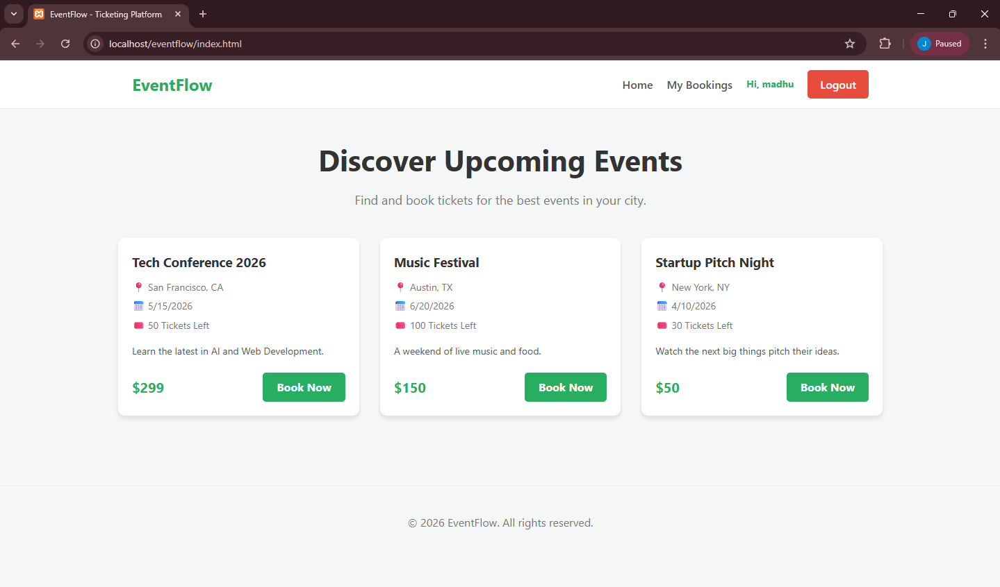 EventFlow - Ticketing Platform
localhost/eventflow/index.html
J Paused
EventFlow
Home My Bookings Hi, madhu Logout
Discover Upcoming Events
Find and book tickets for the best events in your city.
Tech Conference 2026
San Francisco, CA
5/15/2026
50 Tickets Left
Learn the latest in AI and Web Development.
$299 Book Now
Music Festival
Austin, TX
6/20/2026
100 Tickets Left
A weekend of live music and food.
$150 Book Now
Startup Pitch Night
New York, NY
4/10/2026
30 Tickets Left
Watch the next big things pitch their ideas.
$50 Book Now
© 2026 EventFlow. All rights reserved.